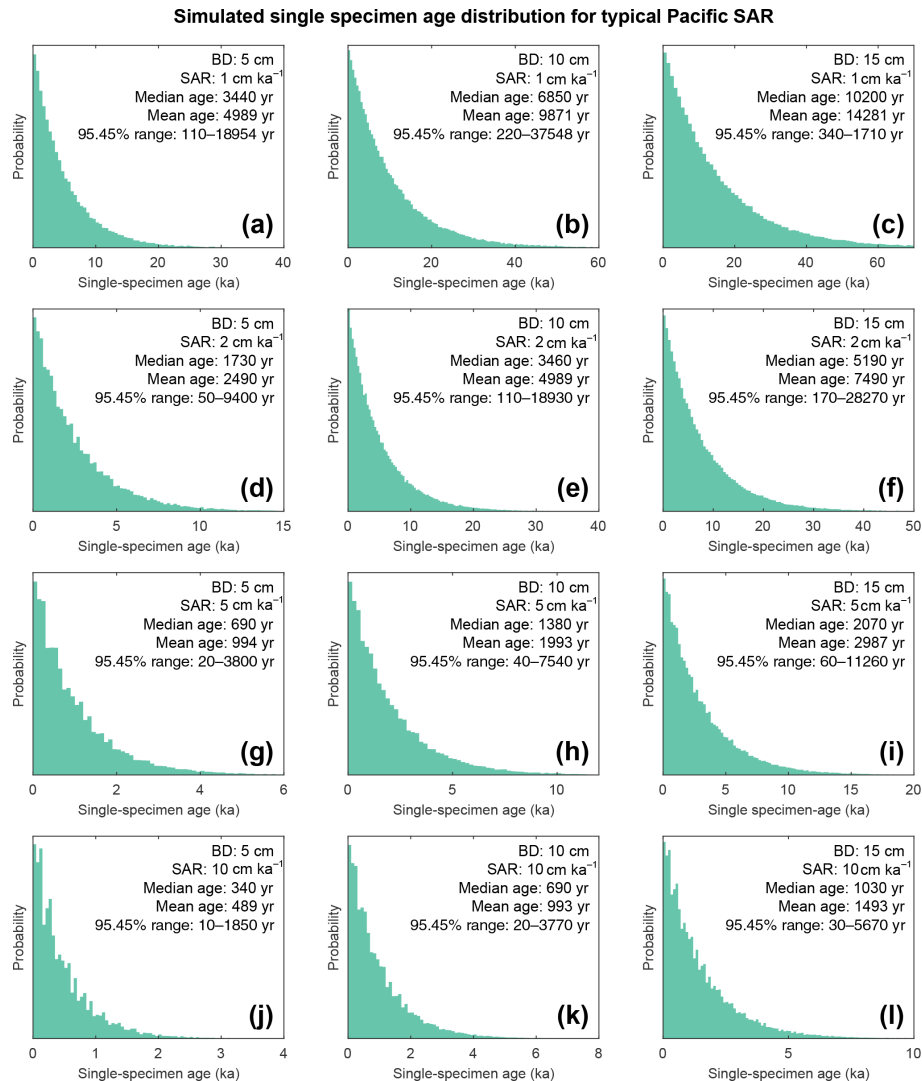 Simulated single specimen age distribution for typical Pacific SAR
BD: 5 cm
SAR: 1 cm ka⁻¹
Median age: 3440 yr
Mean age: 4989 yr
95.45% range: 110–18954 yr
(a)
Probability
0 10 20 30 40
Single-specimen age (ka)
BD: 10 cm
SAR: 1 cm ka⁻¹
Median age: 6850 yr
Mean age: 9871 yr
95.45% range: 220–37548 yr
(b)
Probability
0 20 40 60
Single-specimen age (ka)
BD: 15 cm
SAR: 1 cm ka⁻¹
Median age: 10200 yr
Mean age: 14281 yr
95.45% range: 340–1710 yr
(c)
Probability
0 20 40 60
Single-specimen age (ka)
BD: 5 cm
SAR: 2 cm ka⁻¹
Median age: 1730 yr
Mean age: 2490 yr
95.45% range: 50–9400 yr
(d)
Probability
0 5 10 15
Single-specimen age (ka)
BD: 10 cm
SAR: 2 cm ka⁻¹
Median age: 3460 yr
Mean age: 4989 yr
95.45% range: 110–18930 yr
(e)
Probability
0 10 20 30 40
Single-specimen age (ka)
BD: 15 cm
SAR: 2 cm ka⁻¹
Median age: 5190 yr
Mean age: 7490 yr
95.45% range: 170–28270 yr
(f)
Probability
0 10 20 30 40 50
Single-specimen age (ka)
BD: 5 cm
SAR: 5 cm ka⁻¹
Median age: 690 yr
Mean age: 994 yr
95.45% range: 20–3800 yr
(g)
Probability
0 2 4 6
Single-specimen age (ka)
BD: 10 cm
SAR: 5 cm ka⁻¹
Median age: 1380 yr
Mean age: 1993 yr
95.45% range: 40–7540 yr
(h)
Probability
0 5 10
Single-specimen age (ka)
BD: 15 cm
SAR: 5 cm ka⁻¹
Median age: 2070 yr
Mean age: 2987 yr
95.45% range: 60–11260 yr
(i)
Probability
0 5 10 15 20
Single specimen-age (ka)
BD: 5 cm
SAR: 10 cm ka⁻¹
Median age: 340 yr
Mean age: 489 yr
95.45% range: 10–1850 yr
(j)
Probability
0 1 2 3 4
Single-specimen age (ka)
BD: 10 cm
SAR: 10 cm ka⁻¹
Median age: 690 yr
Mean age: 993 yr
95.45% range: 20–3770 yr
(k)
Probability
0 2 4 6 8
Single-specimen age (ka)
BD: 15 cm
SAR: 10 cm ka⁻¹
Median age: 1030 yr
Mean age: 1493 yr
95.45% range: 30–5670 yr
(l)
Probability
0 5 10
Single-specimen age (ka)